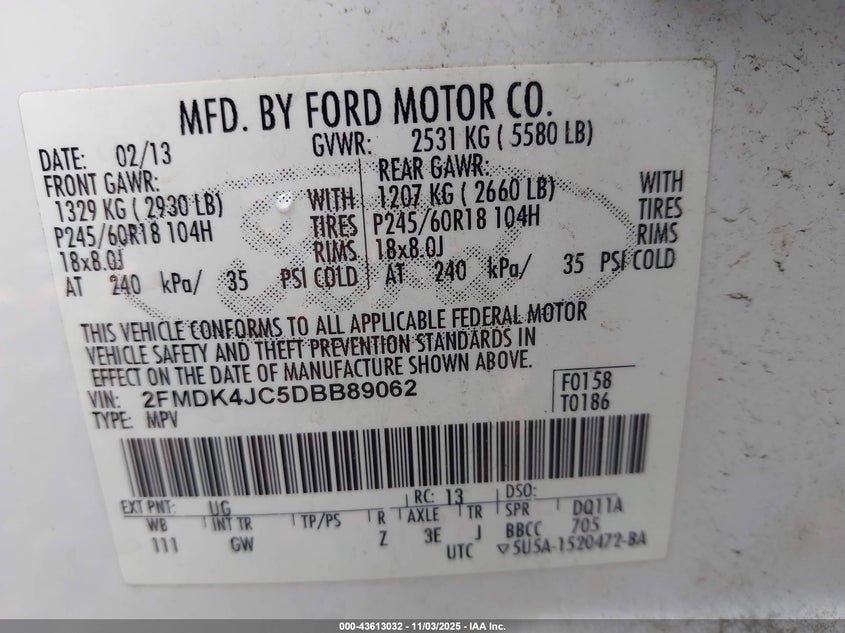 MFD. BY FORD MOTOR CO.
DATE: 02/13 GVWR: 2531 KG ( 5580 LB)
FRONT GAWR: REAR GAWR:
1329 KG ( 2930 LB) WITH 1207 KG ( 2660 LB) WITH
P245/60R18 104H TIRES P245/60R18 104H TIRES
18x8.0J RIMS 18x8.0J RIMS
AT 240 kPa/ 35 PSI COLD AT 240 kPa/ 35 PSI COLD
THIS VEHICLE CONFORMS TO ALL APPLICABLE FEDERAL MOTOR
VEHICLE SAFETY AND THEFT PREVENTION STANDARDS IN
EFFECT ON THE DATE OF MANUFACTURE SHOWN ABOVE.
VIN: 2FMDK4JC5DBB89062 F0158
TYPE: MPV T0186
EXT PNT: UG RC: 13 DSO:
WB INT TR TP/PS R AXLE TR SPR DQ11A
111 GW Z 3E J BBCC 705
UTC ▽5U5A-1520472-BA
000-43613032 - 11/03/2025 - IAA Inc.